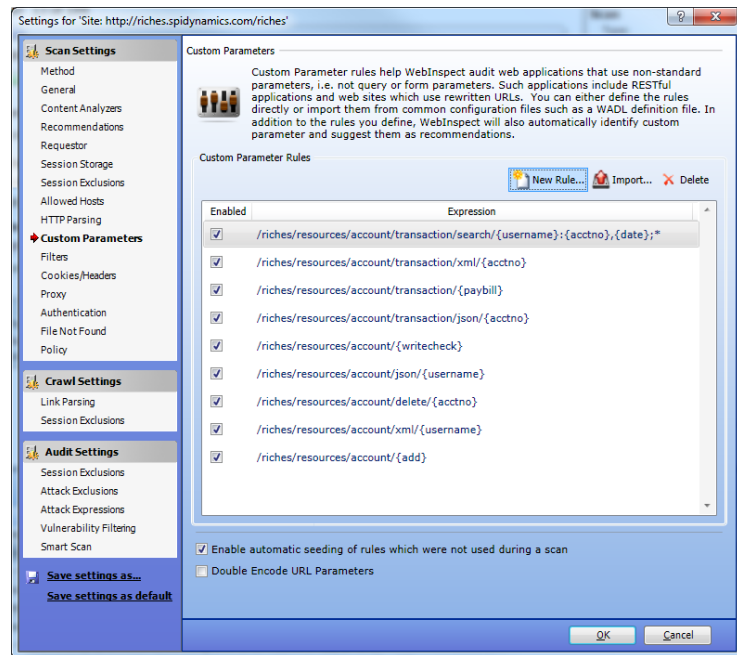 Settings for 'Site: http://riches.spidynamics.com/riches'
Scan Settings
Method
General
Content Analyzers
Recommendations
Requestor
Session Storage
Session Exclusions
Allowed Hosts
HTTP Parsing
Custom Parameters
Filters
Cookies/Headers
Proxy
Authentication
File Not Found
Policy
Crawl Settings
Link Parsing
Session Exclusions
Audit Settings
Session Exclusions
Attack Exclusions
Attack Expressions
Vulnerability Filtering
Smart Scan
Save settings as...
Save settings as default
Custom Parameters
Custom Parameter rules help WebInspect audit web applications that use non-standard
parameters, i.e. not query or form parameters. Such applications include RESTful
applications and web sites which use rewritten URLs. You can either define the rules
directly or import them from common configuration files such as a WADL definition file. In
addition to the rules you define, WebInspect will also automatically identify custom
parameter and suggest them as recommendations.
Custom Parameter Rules
New Rule... Import... Delete
Enabled Expression
/riches/resources/account/transaction/search/{username}:{acctno},{date};*
/riches/resources/account/transaction/xml/{acctno}
/riches/resources/account/transaction/{paybill}
/riches/resources/account/transaction/json/{acctno}
/riches/resources/account/{writecheck}
/riches/resources/account/json/{username}
/riches/resources/account/delete/{acctno}
/riches/resources/account/xml/{username}
/riches/resources/account/{add}
Enable automatic seeding of rules which were not used during a scan
Double Encode URL Parameters
OK Cancel